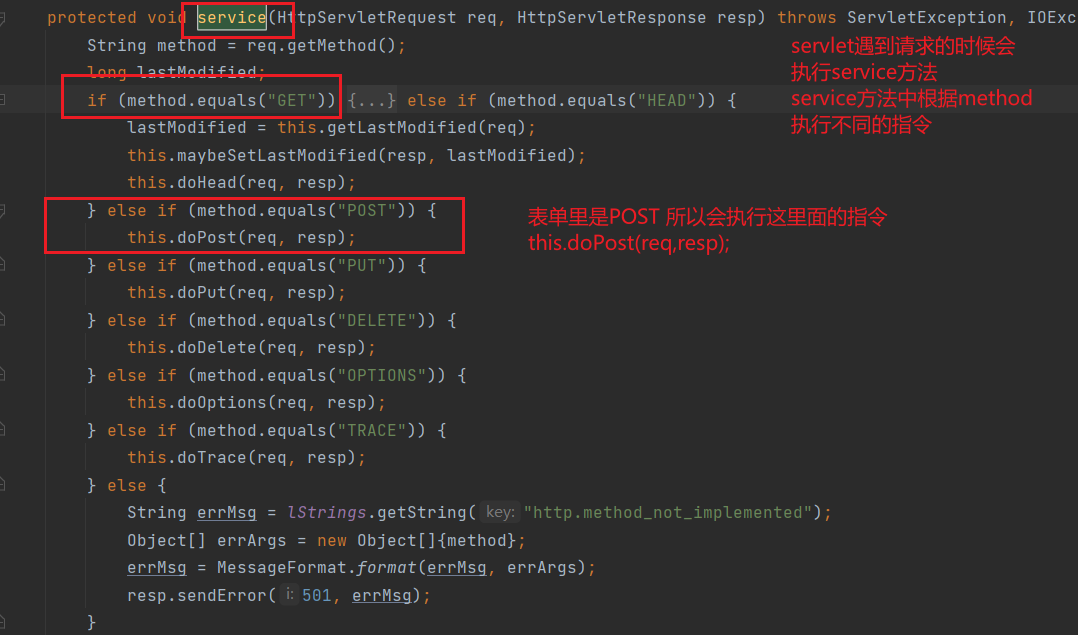 protected void service(HttpServletRequest req, HttpServletResponse resp) throws ServletException, IOExc
String method = req.getMethod();
long lastModified;
if (method.equals("GET")) {...} else if (method.equals("HEAD")) {
lastModified = this.getLastModified(req);
this.maybeSetLastModified(resp, lastModified);
this.doHead(req, resp);
} else if (method.equals("POST")) {
this.doPost(req, resp);
} else if (method.equals("PUT")) {
this.doPut(req, resp);
} else if (method.equals("DELETE")) {
this.doDelete(req, resp);
} else if (method.equals("OPTIONS")) {
this.doOptions(req, resp);
} else if (method.equals("TRACE")) {
this.doTrace(req, resp);
} else {
String errMsg = lStrings.getString( key: "http.method_not_implemented");
Object[] errArgs = new Object[]{method};
errMsg = MessageFormat.format(errMsg, errArgs);
resp.sendError( i: 501, errMsg);
}
servlet遇到请求的时候会
执行service方法
service方法中根据method
执行不同的指令
表单里是POST 所以会执行这里面的指令
this.doPost(req,resp);